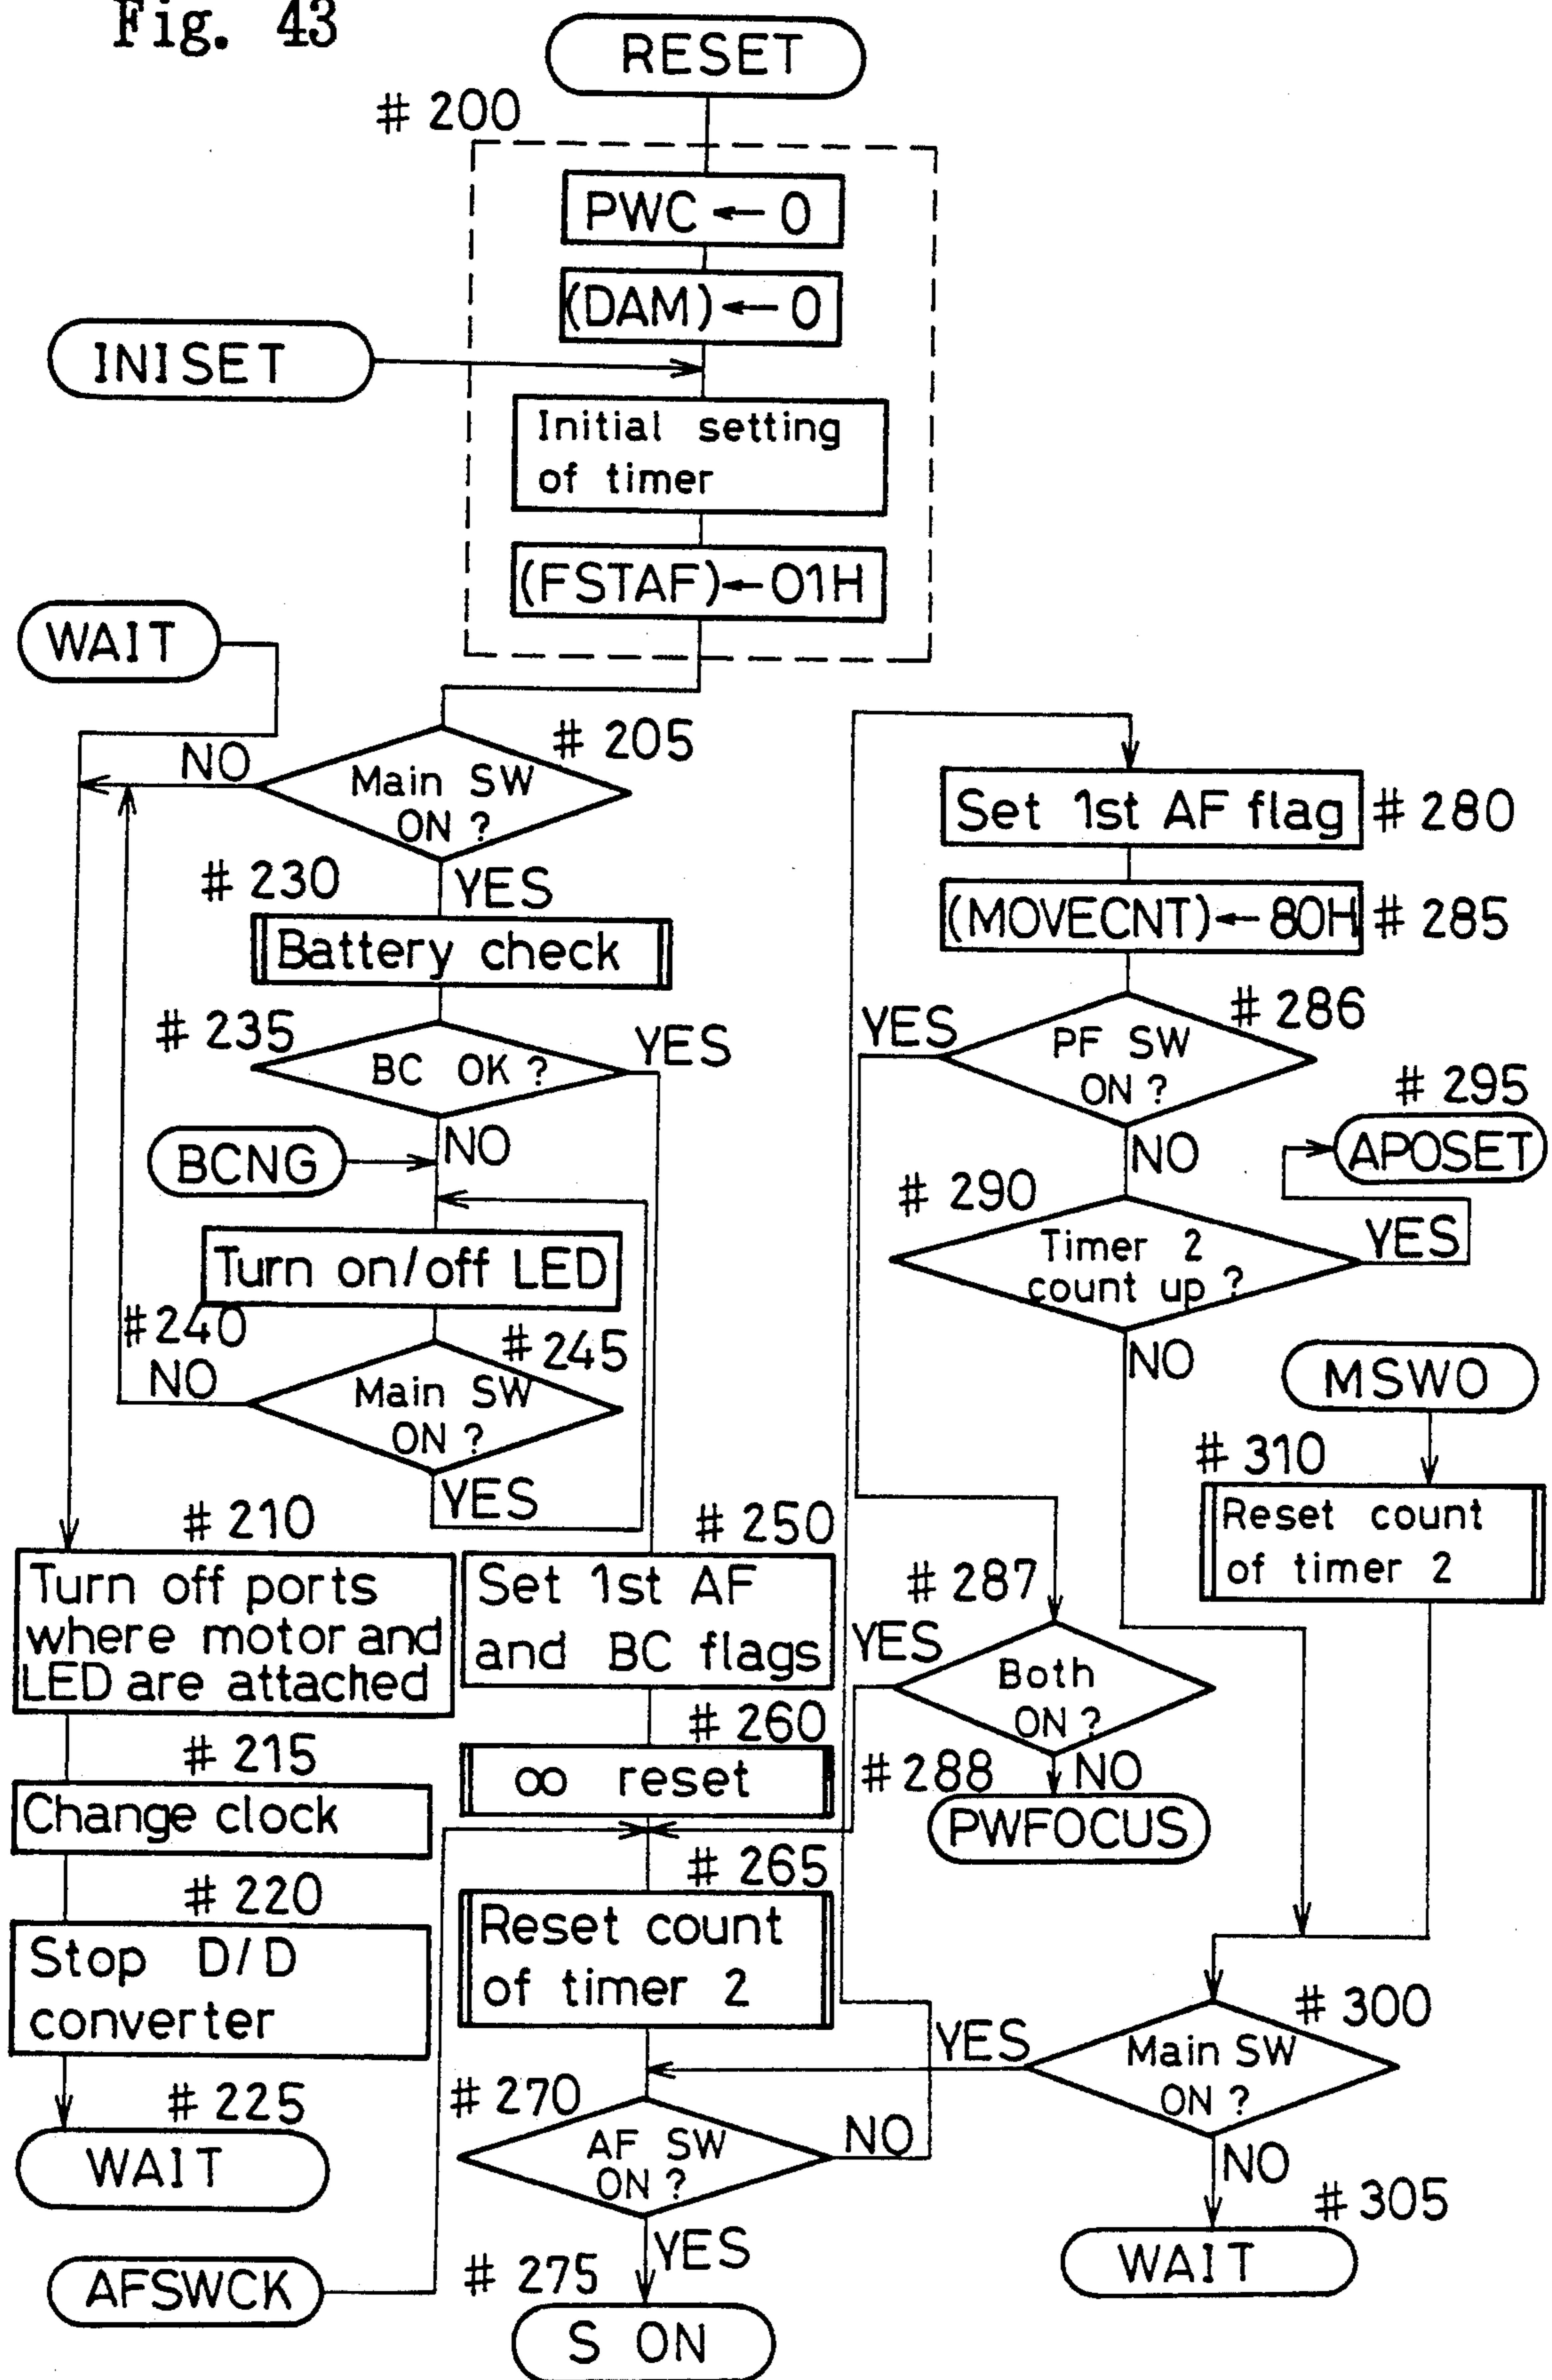 Fig. 43
RESET
# 200
PWC ← 0
(DAM) ← 0
INISET
Initial setting
of timer
(FSTAF)←01H
WAIT
# 205
NO
Main SW
ON ?
YES
# 230
Battery check
# 235
BC OK ?
YES
NO
BCNG
Turn on/off LED
#240
# 245
NO
Main SW
ON ?
YES
# 210
Turn off ports
where motor and
LED are attached
# 215
Change clock
# 220
Stop D/D
converter
# 225
WAIT
AFSWCK
# 250
Set 1st AF
and BC flags
# 260
∞ reset
# 265
Reset count
of timer 2
# 270
AF SW
ON ?
NO
YES
# 275
S ON
Set 1st AF flag
# 280
(MOVECNT)← 80H
# 285
# 286
YES
PF SW
ON ?
NO
# 295
APOSET
# 290
Timer 2
count up ?
YES
NO
MSWO
# 310
Reset count
of timer 2
# 287
YES
Both
ON ?
# 288
NO
PWFOCUS
# 300
YES
Main SW
ON ?
NO
# 305
WAIT